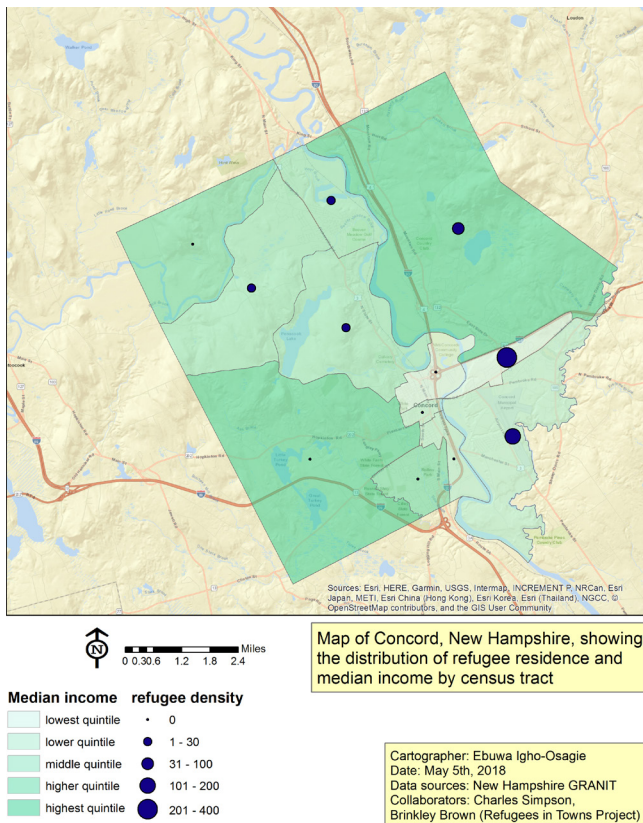 Loudon
Concord
Sources: Esri, HERE, Garmin, USGS, Intermap, INCREMENT P, NRCan, Esri
Japan, METI, Esri China (Hong Kong), Esri Korea, Esri (Thailand), NGCC, ©
OpenStreetMap contributors, and the GIS User Community
N
0 0.30.6 1.2 1.8 2.4 Miles
Map of Concord, New Hampshire, showing
the distribution of refugee residence and
median income by census tract
Median income refugee density
lowest quintile 0
lower quintile 1 - 30
middle quintile 31 - 100
higher quintile 101 - 200
highest quintile 201 - 400
Cartographer: Ebuwa Igho-Osagie
Date: May 5th, 2018
Data sources: New Hampshire GRANIT
Collaborators: Charles Simpson,
Brinkley Brown (Refugees in Towns Project)